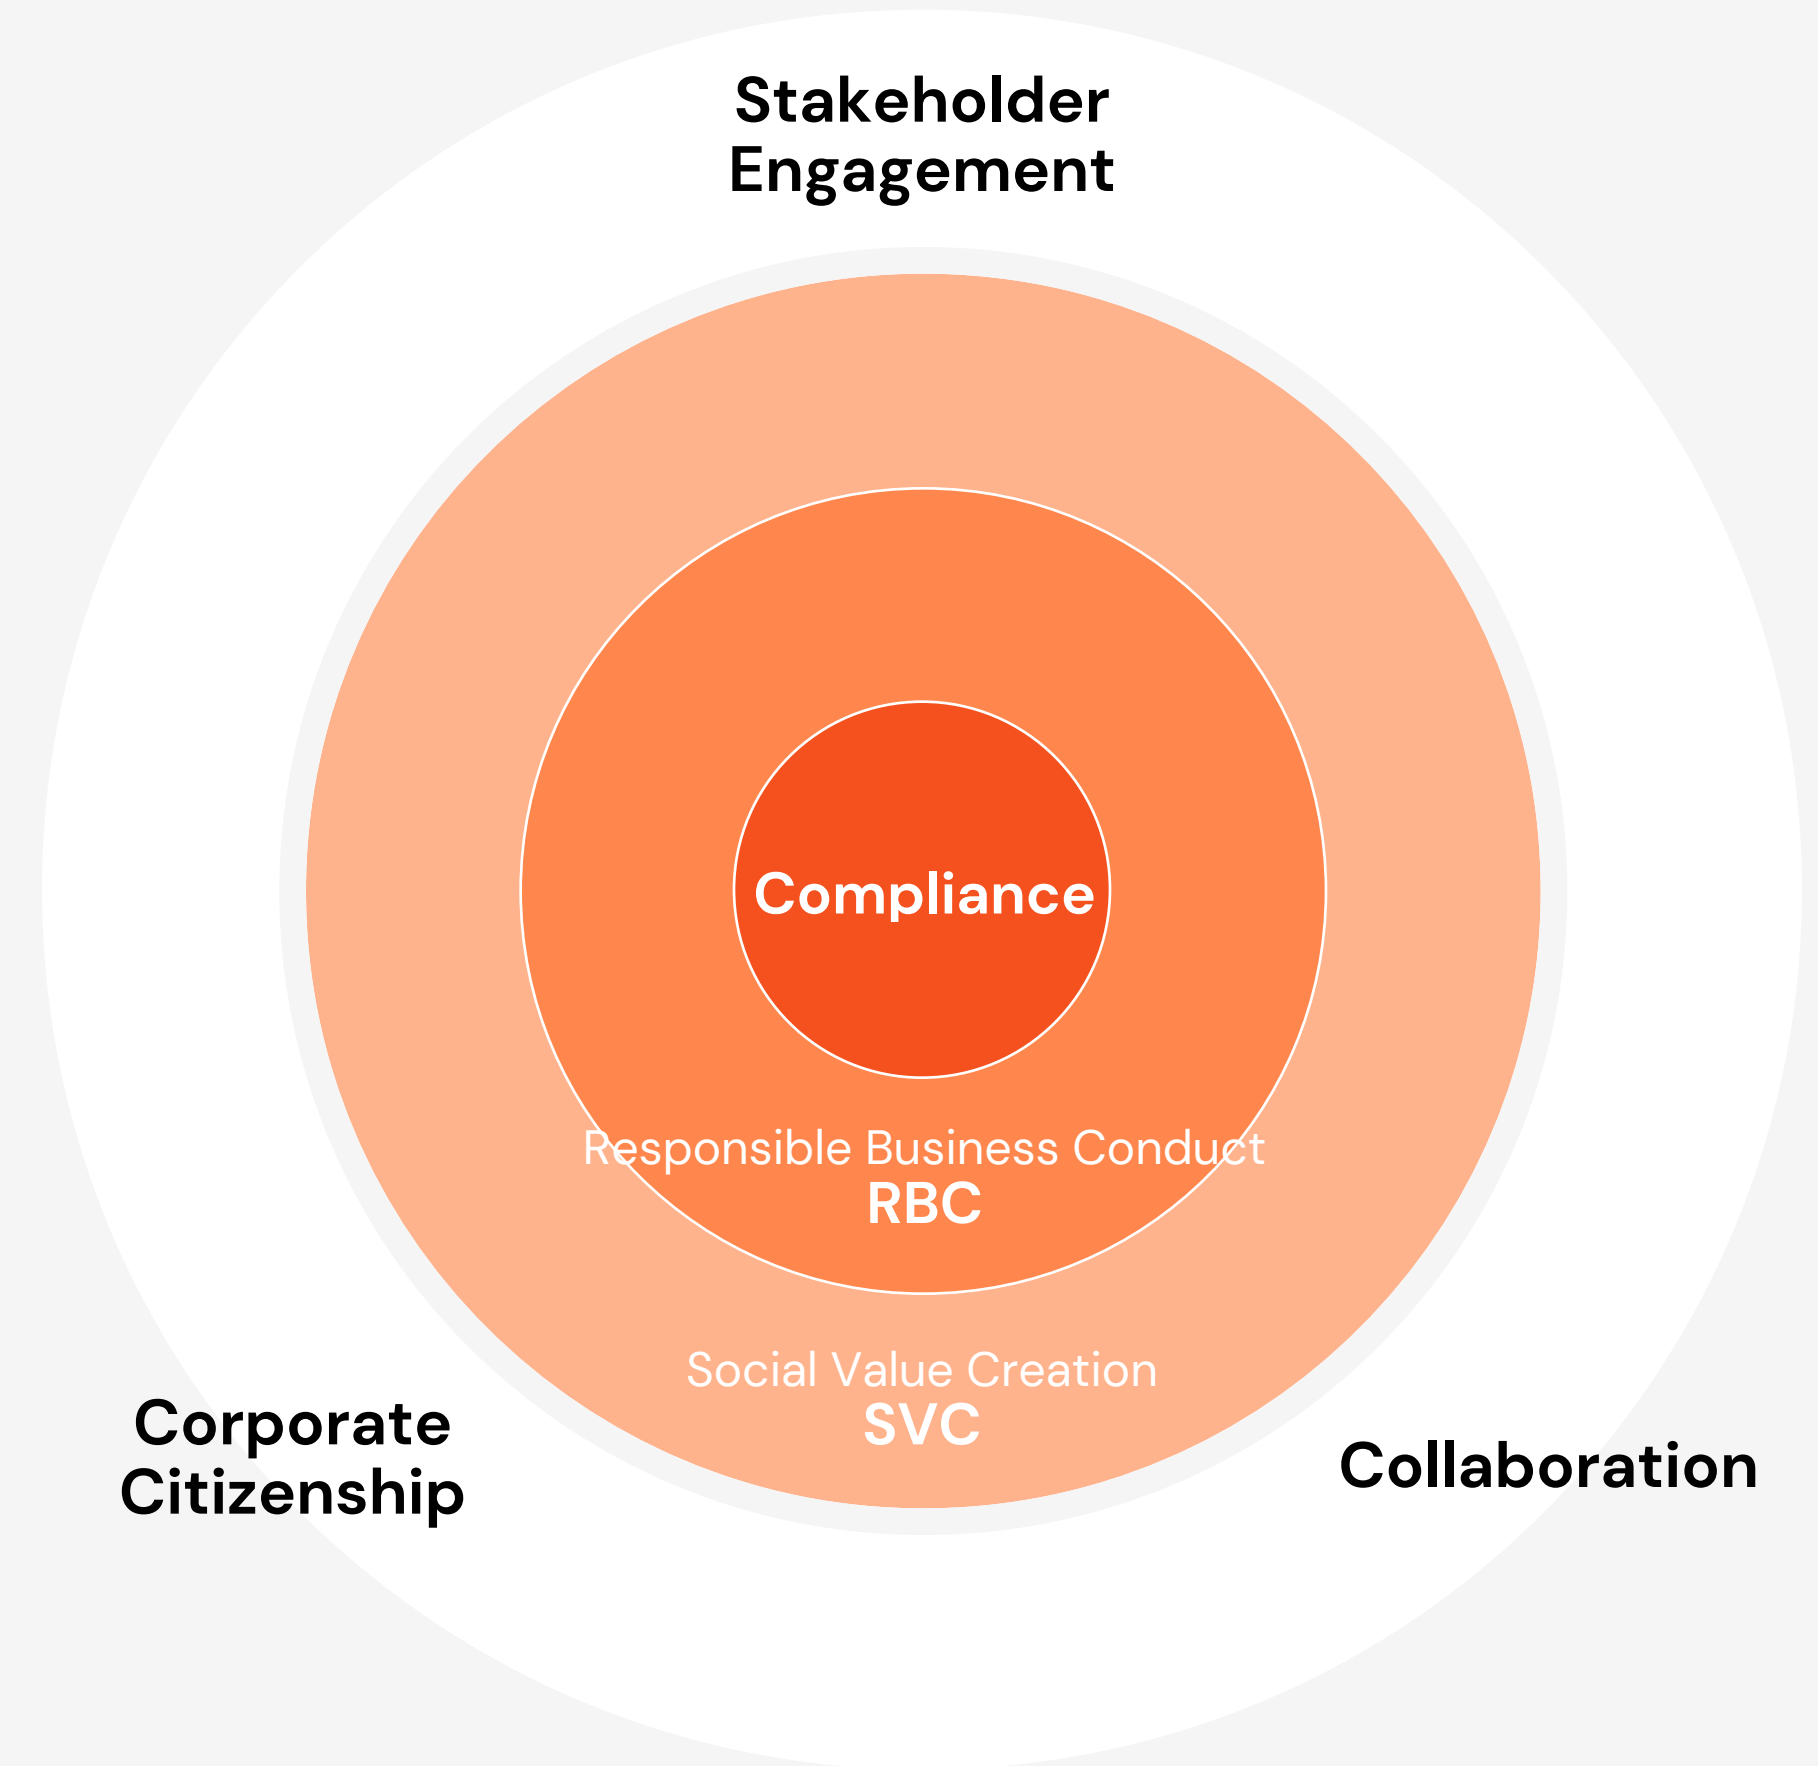 Stakeholder
Engagement
Compliance
Responsible Business Conduct
RBC
Social Value Creation
SVC
Corporate
Citizenship
Collaboration